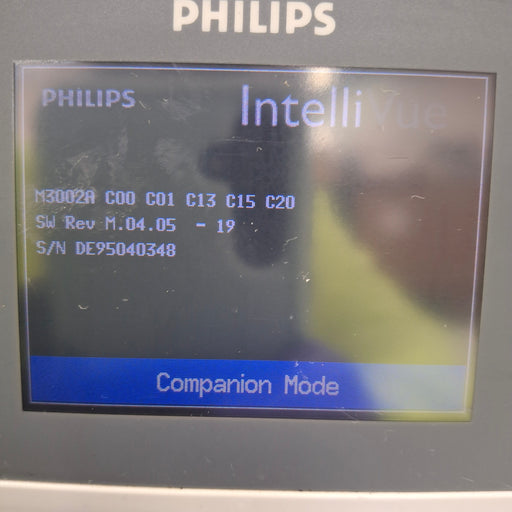 PHILIPS
PHILIPS IntelliVue
M3002A C00 C01 C13 C15 C20
SW Rev M.04.05 - 19
S/N DE95040348
Companion Mode